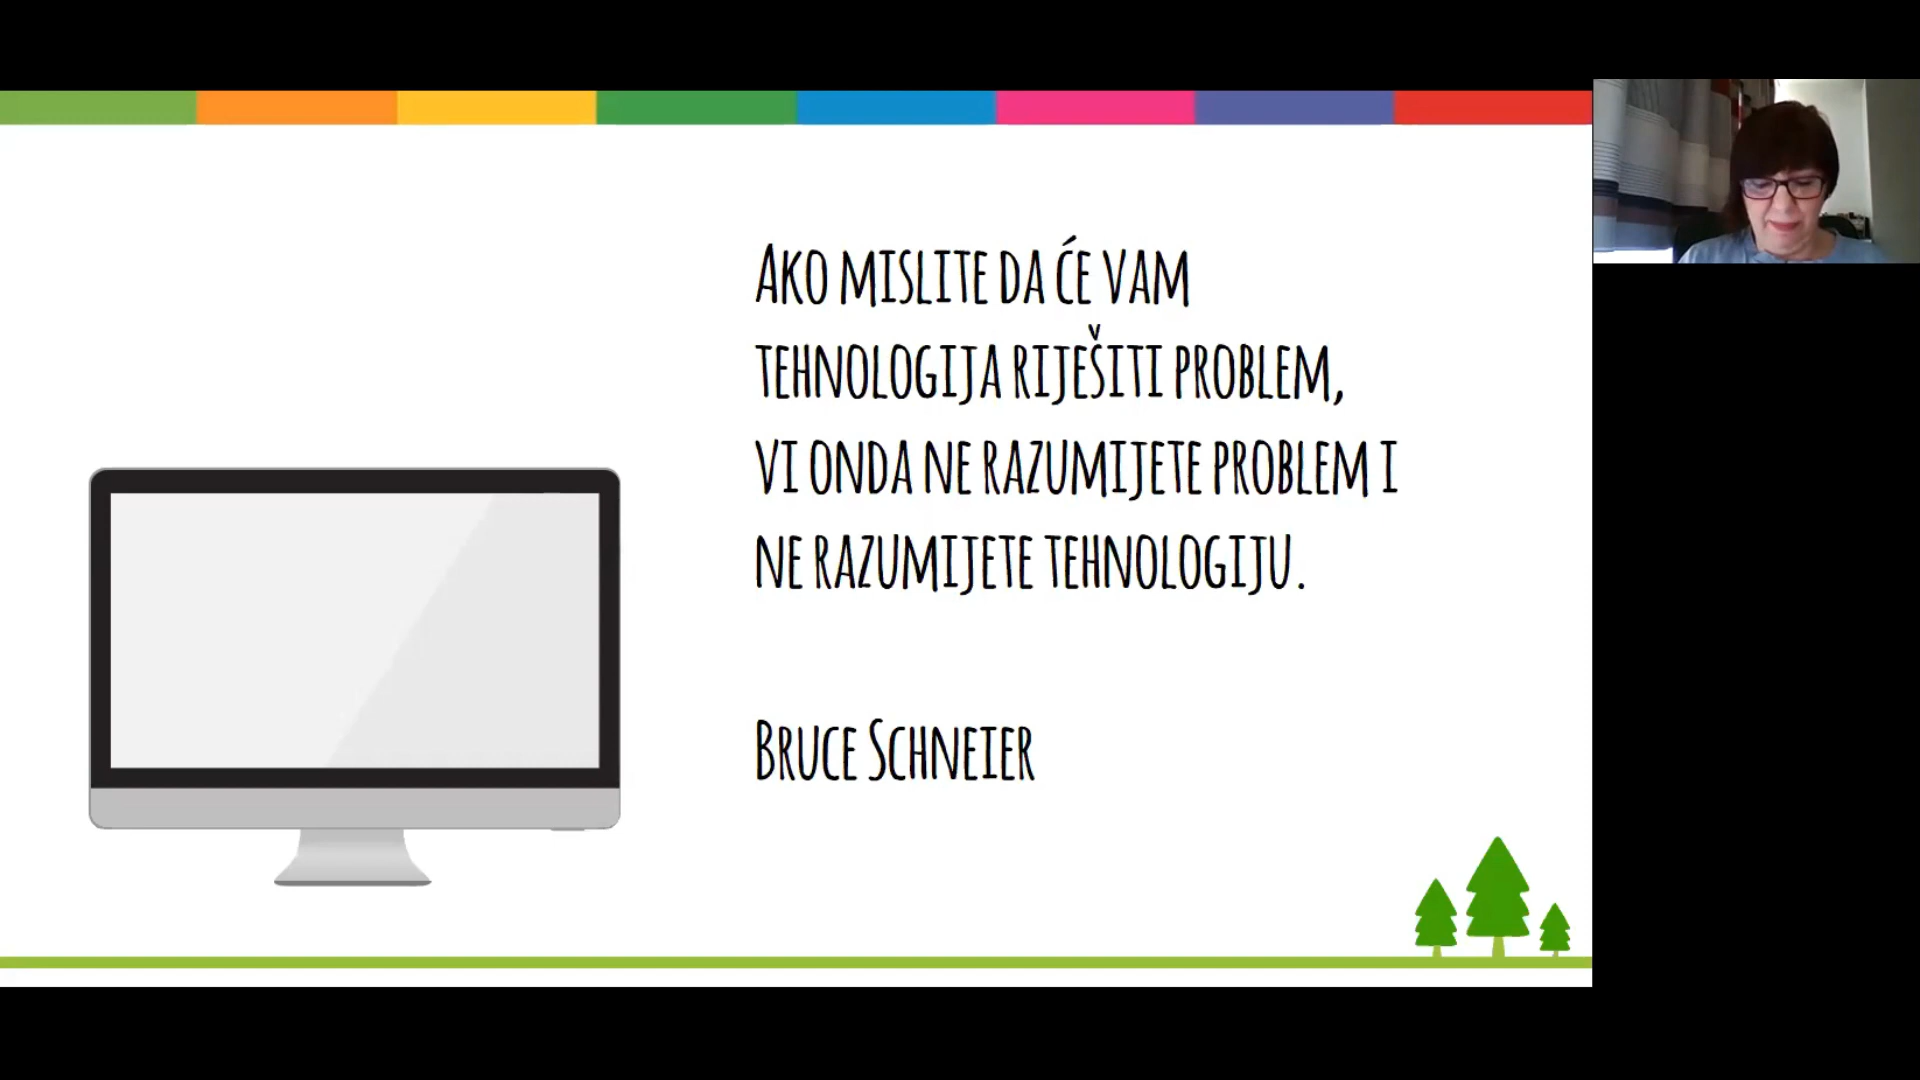 Ako mislite da će vam
tehnologija riješiti problem,
vi onda ne razumijete problem i
ne razumijete tehnologiju.
Bruce Schneier